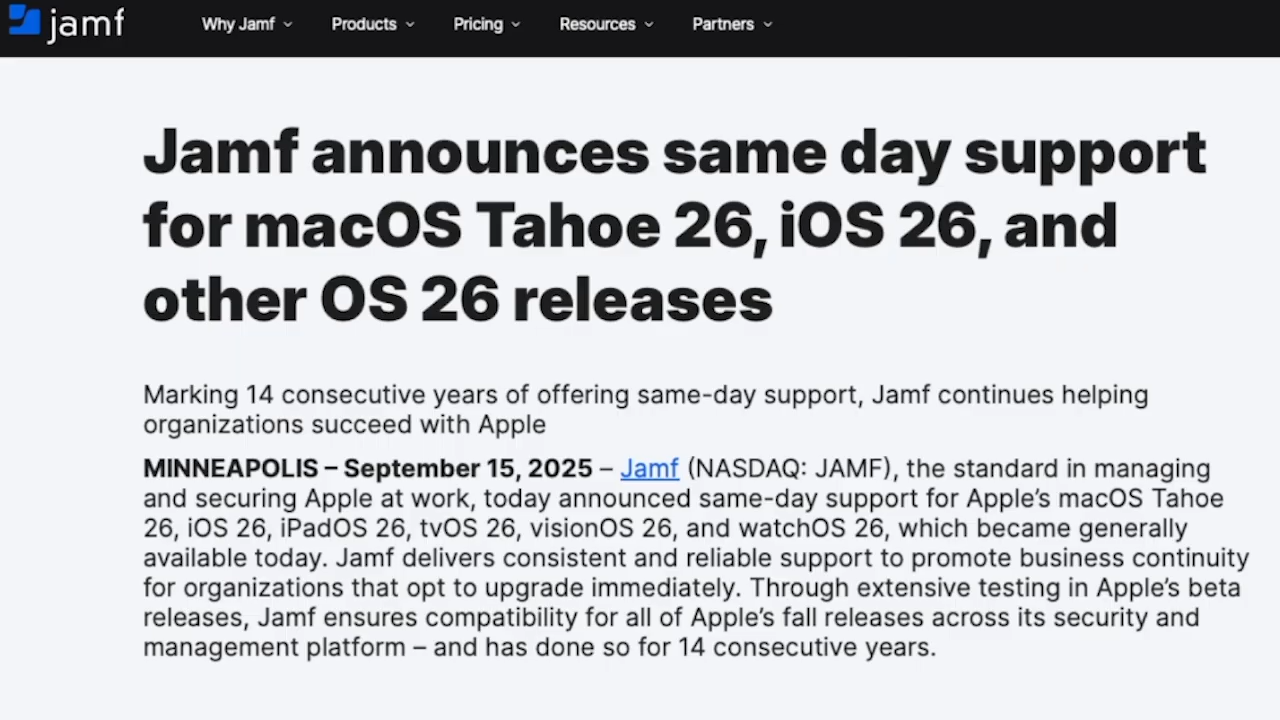 jamf Why Jamf Products Pricing Resources Partners
Jamf announces same day support
for macOS Tahoe 26, iOS 26, and
other OS 26 releases
Marking 14 consecutive years of offering same-day support, Jamf continues helping
organizations succeed with Apple
MINNEAPOLIS – September 15, 2025 – Jamf (NASDAQ: JAMF), the standard in managing
and securing Apple at work, today announced same-day support for Apple’s macOS Tahoe
26, iOS 26, iPadOS 26, tvOS 26, visionOS 26, and watchOS 26, which became generally
available today. Jamf delivers consistent and reliable support to promote business continuity
for organizations that opt to upgrade immediately. Through extensive testing in Apple’s beta
releases, Jamf ensures compatibility for all of Apple’s fall releases across its security and
management platform – and has done so for 14 consecutive years.